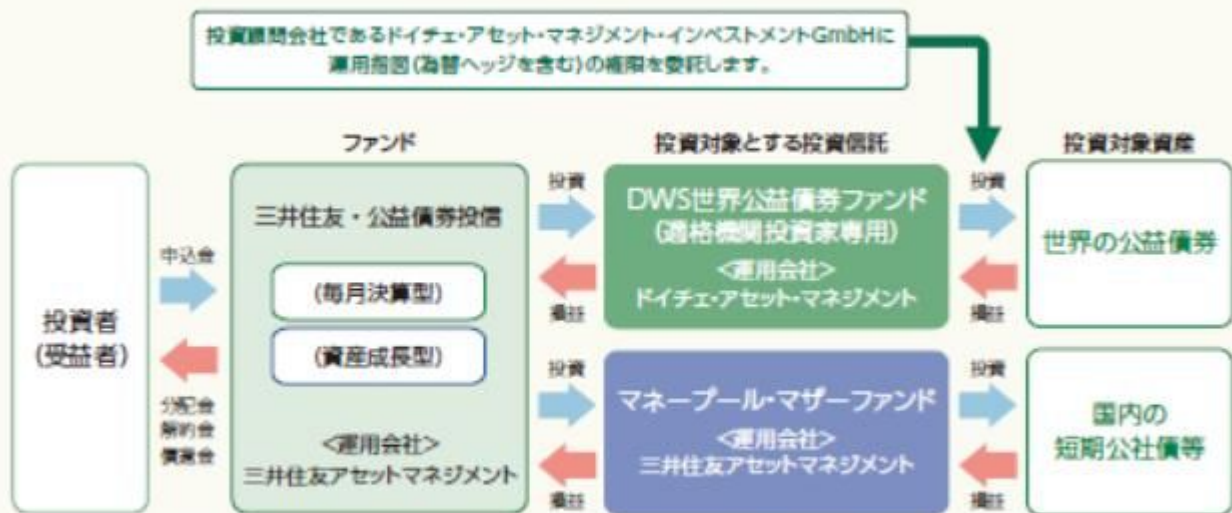 投資顧問会社であるドイチェ・アセット・マネジメント・インベストメントGmbHに
運用指図(為替ヘッジを含む)の権限を委託します。
ファンド
投資対象とする投資信託
投資対象資産
投資者
(受益者)
申込金
分配金
解約金
償還金
三井住友・公益債券投信
(毎月決算型)
(資産成長型)
<運用会社>
三井住友アセットマネジメント
投資
損益
投資
損益
DWS世界公益債券ファンド
(適格機関投資家専用)
<運用会社>
ドイチェ・アセット・マネジメント
マネープール・マザーファンド
<運用会社>
三井住友アセットマネジメント
投資
損益
投資
損益
世界の公益債券
国内の
短期公社債等